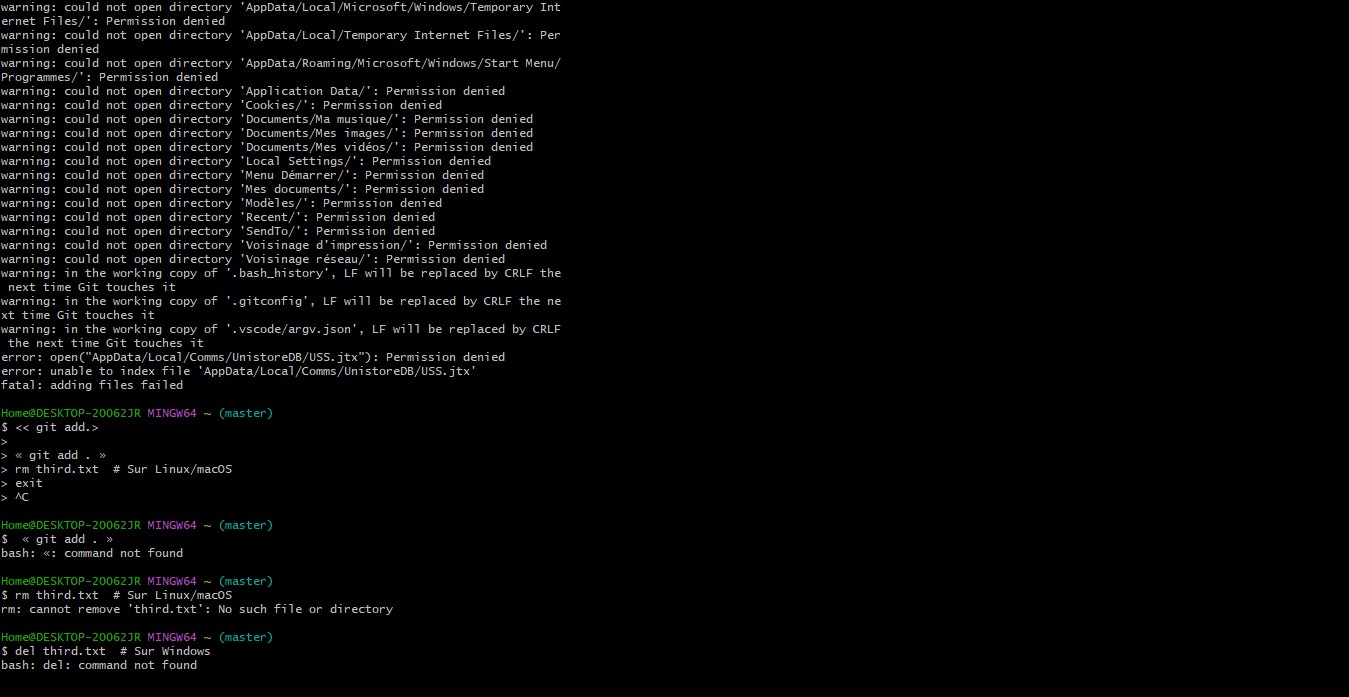 warning: could not open directory 'AppData/Local/Microsoft/Windows/Temporary Int
ernet Files/': Permission denied
warning: could not open directory 'AppData/Local/Temporary Internet Files/': Per
mission denied
warning: could not open directory 'AppData/Roaming/Microsoft/Windows/Start Menu/
Programmes/': Permission denied
warning: could not open directory 'Application Data/': Permission denied
warning: could not open directory 'Cookies/': Permission denied
warning: could not open directory 'Documents/Ma musique/': Permission denied
warning: could not open directory 'Documents/Mes images/': Permission denied
warning: could not open directory 'Documents/Mes vidéos/': Permission denied
warning: could not open directory 'Local Settings/': Permission denied
warning: could not open directory 'Menu Démarrer/': Permission denied
warning: could not open directory 'Mes documents/': Permission denied
warning: could not open directory 'Modèles/': Permission denied
warning: could not open directory 'Recent/': Permission denied
warning: could not open directory 'SendTo/': Permission denied
warning: could not open directory 'Voisinage d'impression/': Permission denied
warning: could not open directory 'Voisinage réseau/': Permission denied
warning: in the working copy of '.bash_history', LF will be replaced by CRLF the
 next time Git touches it
warning: in the working copy of '.gitconfig', LF will be replaced by CRLF the ne
xt time Git touches it
warning: in the working copy of '.vscode/argv.json', LF will be replaced by CRLF
 the next time Git touches it
error: open("AppData/Local/Comms/UnistoreDB/USS.jtx"): Permission denied
error: unable to index file 'AppData/Local/Comms/UnistoreDB/USS.jtx'
fatal: adding files failed
Home@DESKTOP-20O62JR MINGW64 ~ (master)
$ << git add.>
>
> « git add . »
> rm third.txt  # Sur Linux/macOS
> exit
> ^C
Home@DESKTOP-20O62JR MINGW64 ~ (master)
$  « git add . »
bash: «: command not found
Home@DESKTOP-20O62JR MINGW64 ~ (master)
$ rm third.txt  # Sur Linux/macOS
rm: cannot remove 'third.txt': No such file or directory
Home@DESKTOP-20O62JR MINGW64 ~ (master)
$ del third.txt  # Sur Windows
bash: del: command not found